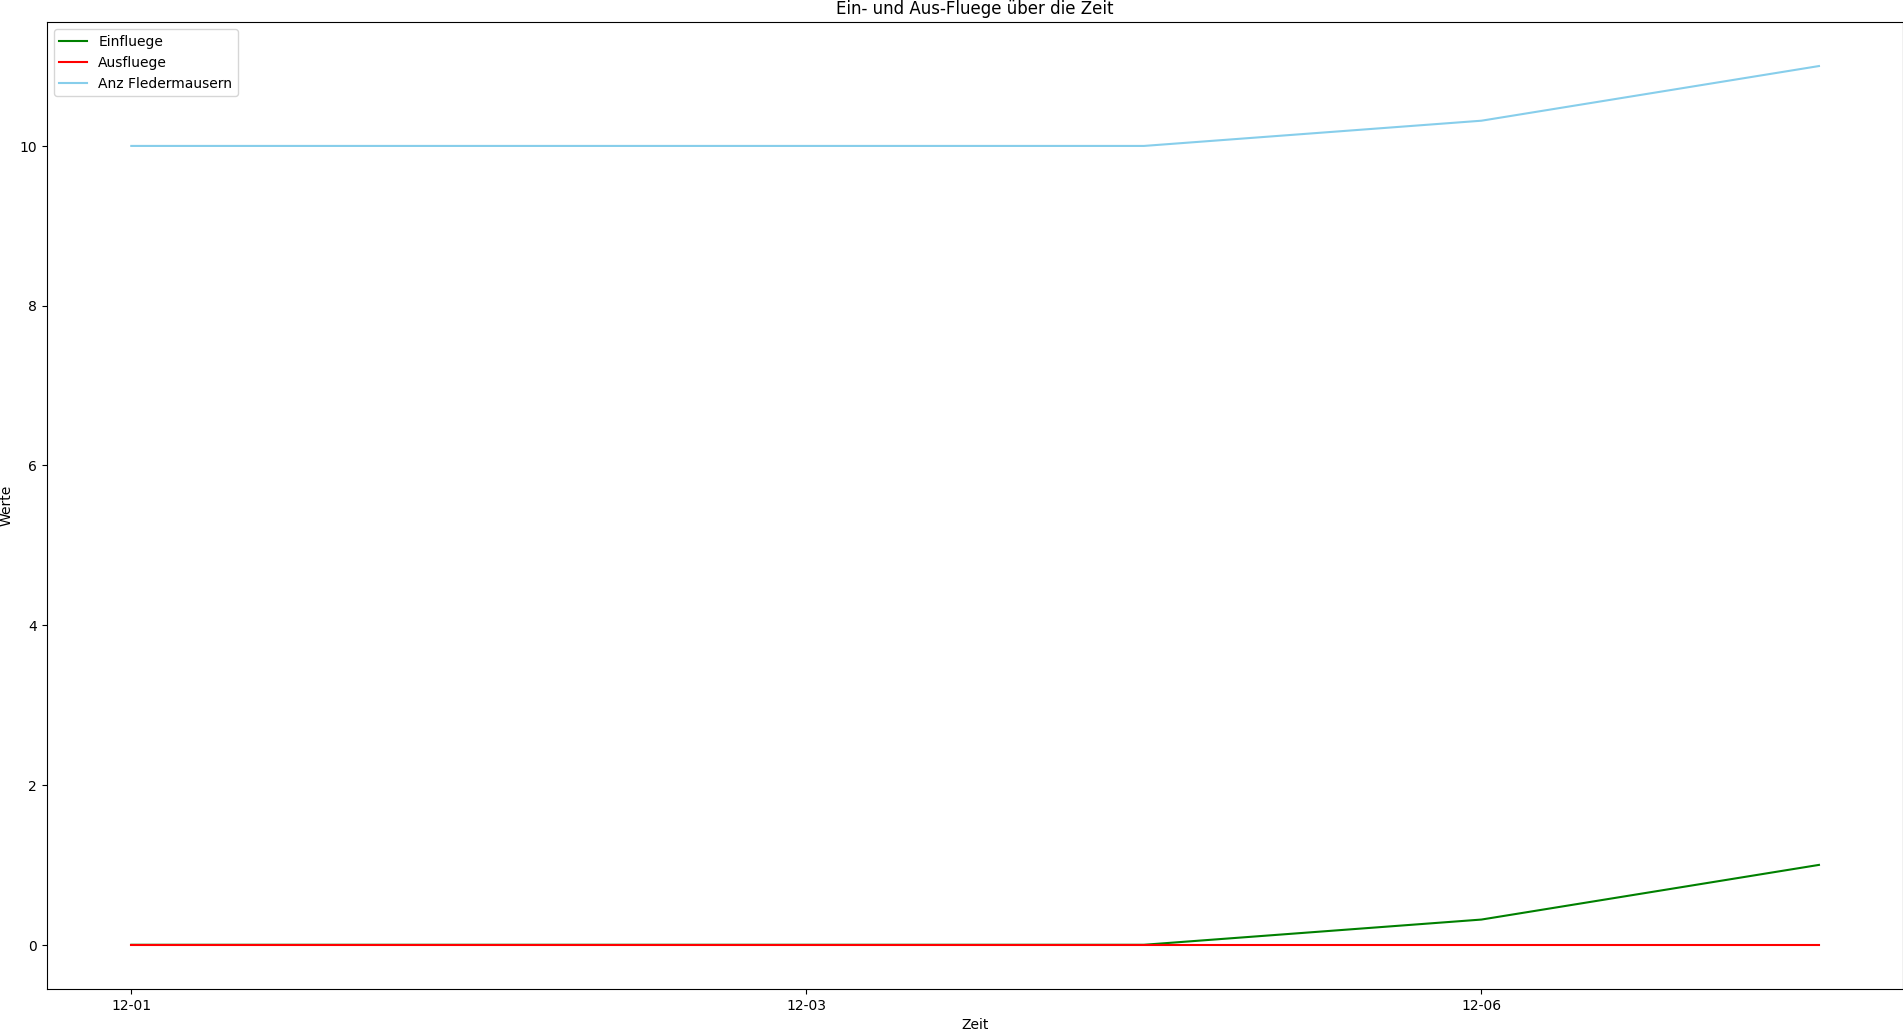 Ein- und Aus-Fluege über die Zeit
Einfluege
Ausfluege
Anz Fledermausern
10
8
6
4
2
0
Werte
12-01 12-03 12-06
Zeit